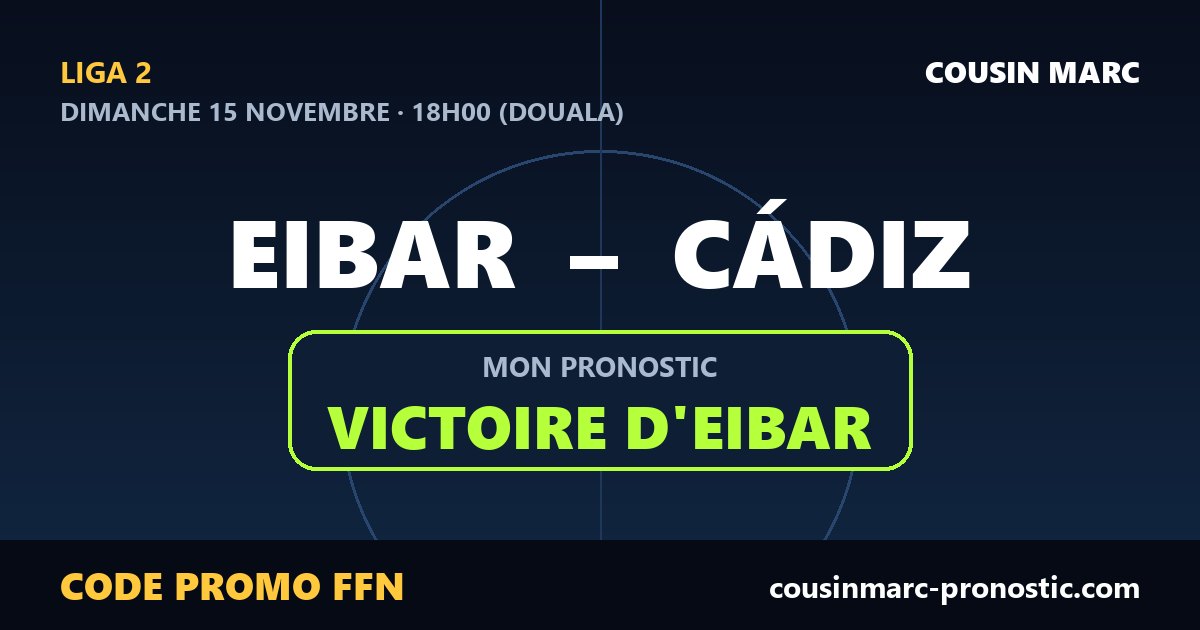 LIGA 2
COUSIN MARC
DIMANCHE 15 NOVEMBRE · 18H00 (DOUALA)
EIBAR – CÁDIZ
MON PRONOSTIC
VICTOIRE D'EIBAR
CODE PROMO FFN
cousinmarc-pronostic.com